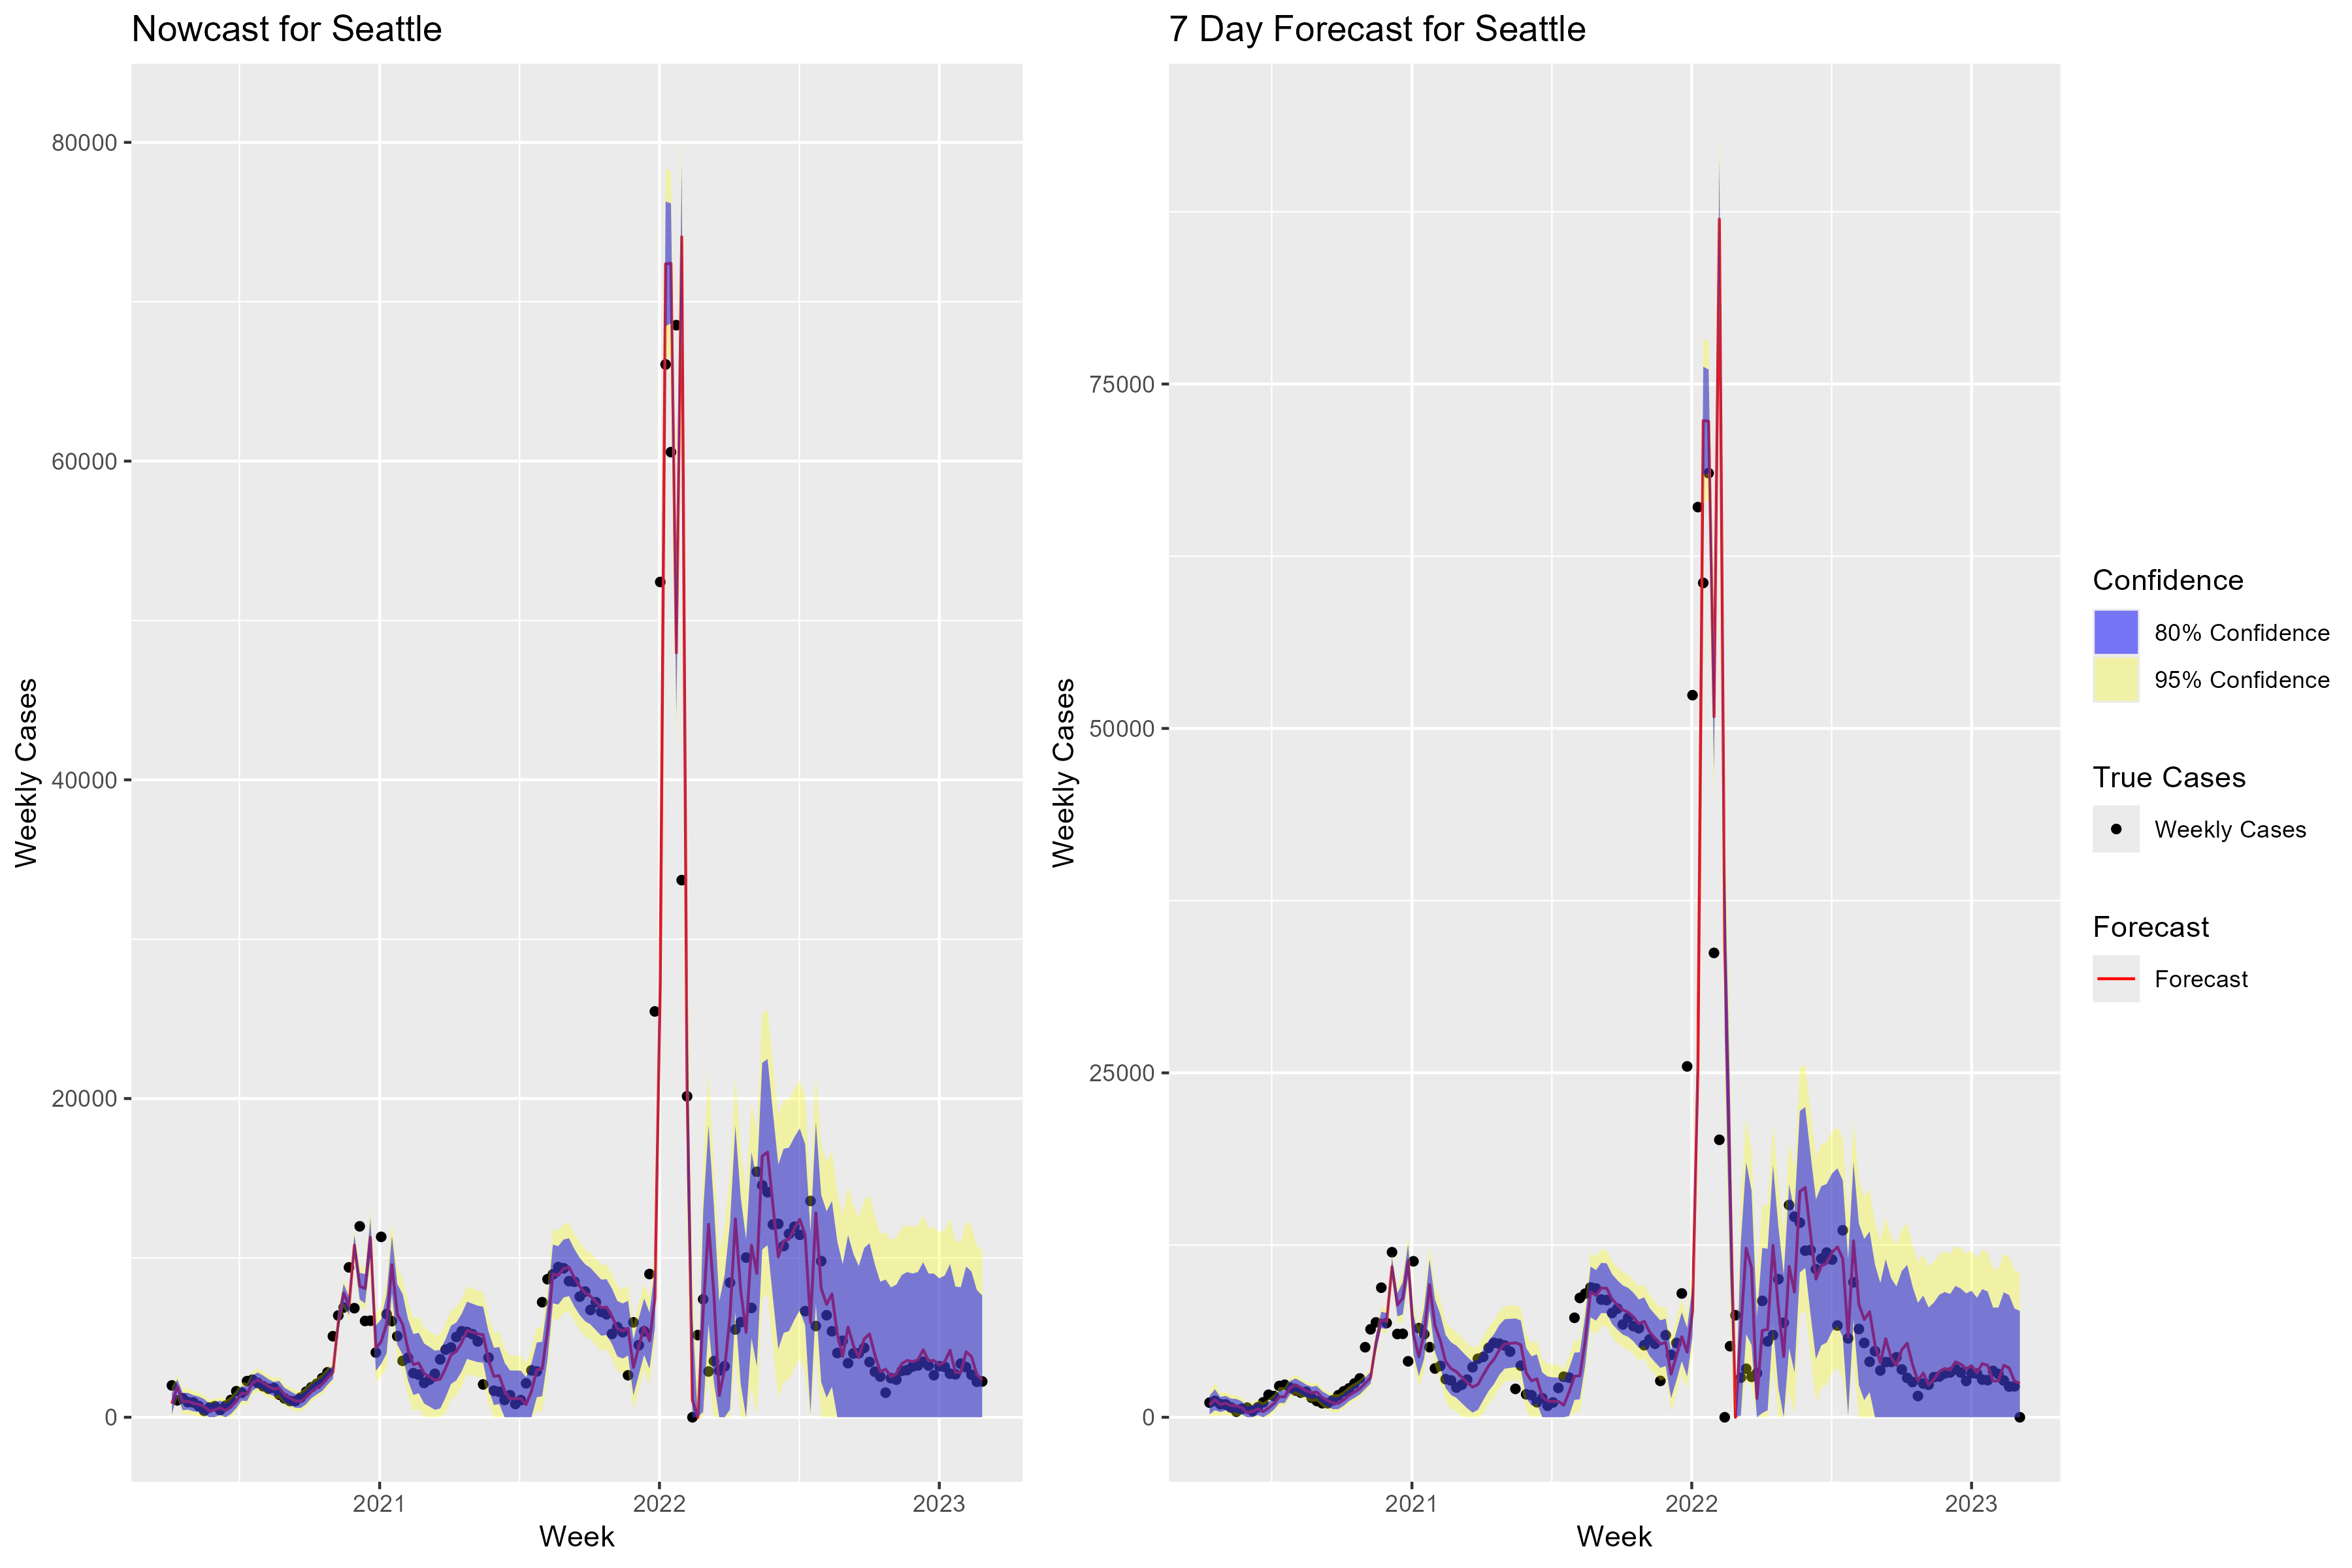 Nowcast for Seattle
Weekly Cases
80000
60000
40000
20000
0
2021
2022
2023
Week
7 Day Forecast for Seattle
Weekly Cases
75000
50000
25000
0
2021
2022
2023
Week
Confidence
80% Confidence
95% Confidence
True Cases
Weekly Cases
Forecast
Forecast